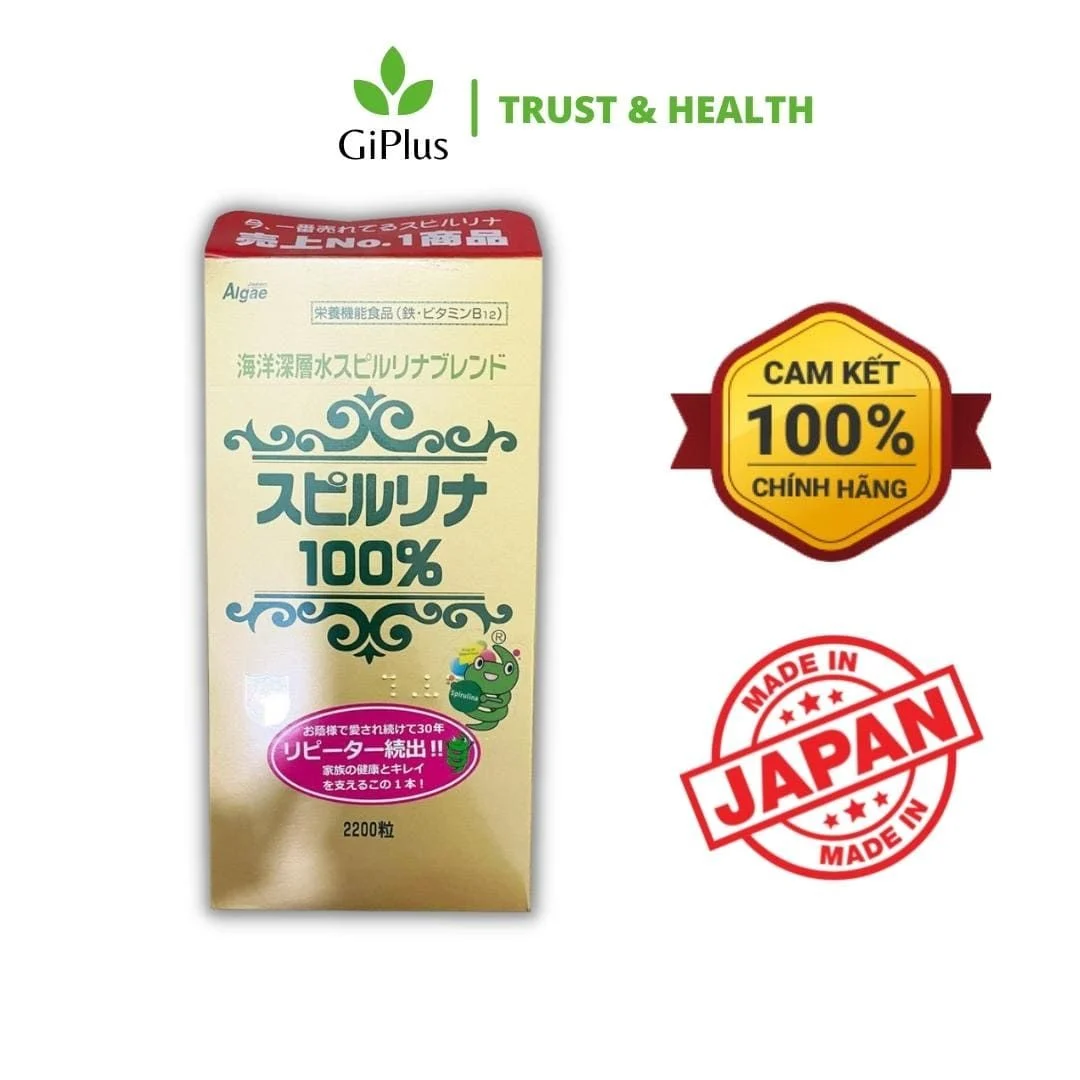 GiPlus
TRUST & HEALTH
今、一番売れてるスピルリナ
売上No.1商品
Japan
Algae
栄養機能食品（鉄・ビタミンB12）
海洋深層水スピルリナブレンド
スピルリナ
100%
®
Spirulina
お蔭様で愛され続けて30年
リピーター続出!!
家族の健康とキレイ
を支えるこの1本！
2200粒
CAM KẾT
100%
CHÍNH HÃNG
MADE IN
JAPAN
MADE IN